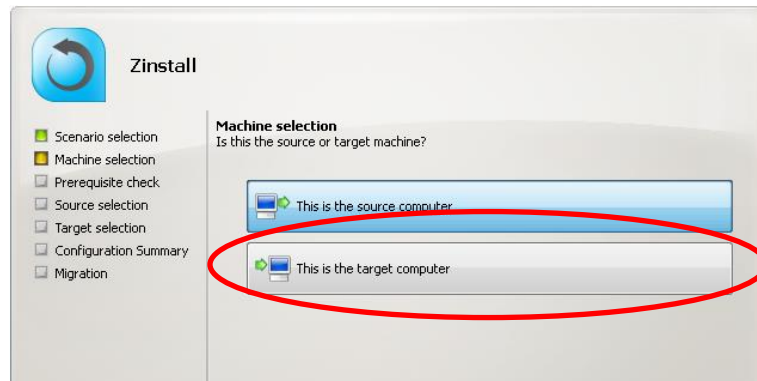 Zinstall
Scenario selection
Machine selection
Prerequisite check
Source selection
Target selection
Configuration Summary
Migration
Machine selection
Is this the source or target machine?
This is the source computer
This is the target computer